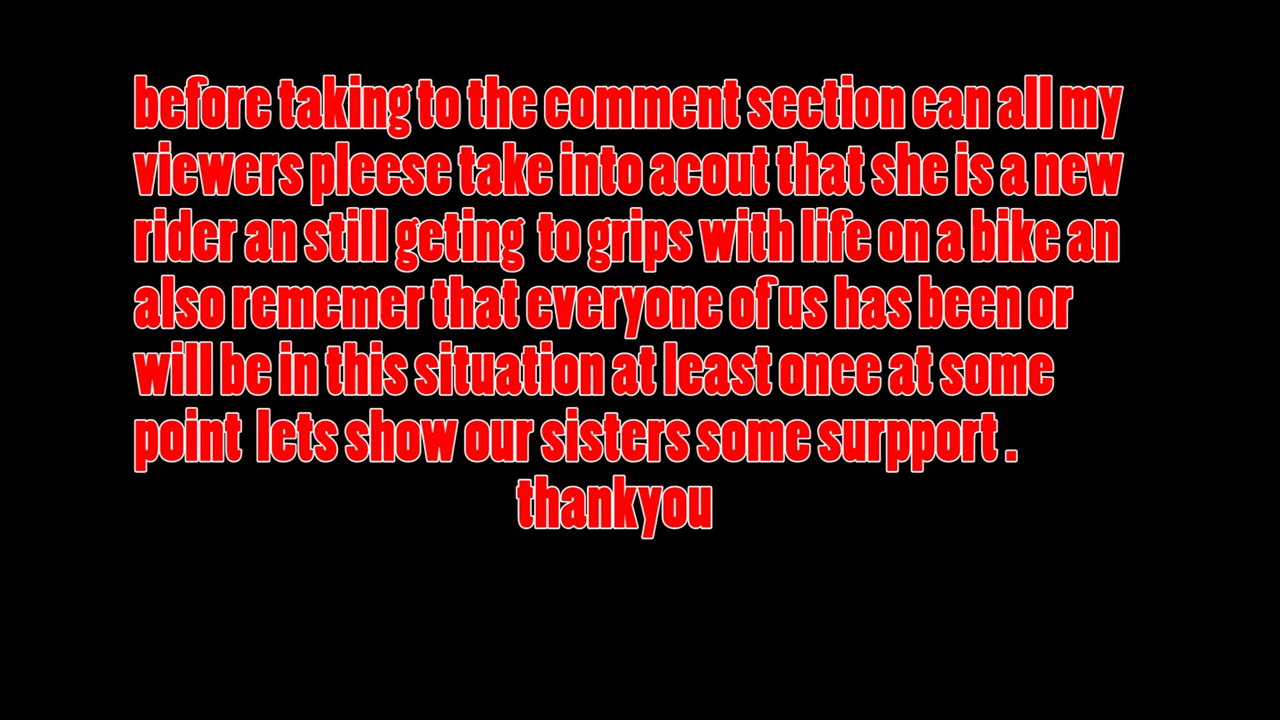 before taking to the comment section can all my
viewers pleese take into acout that she is a new
rider an still geting to grips with life on a bike an
also rememer that everyone of us has been or
will be in this situation at least once at some
point lets show our sisters some surpport .
thankyou